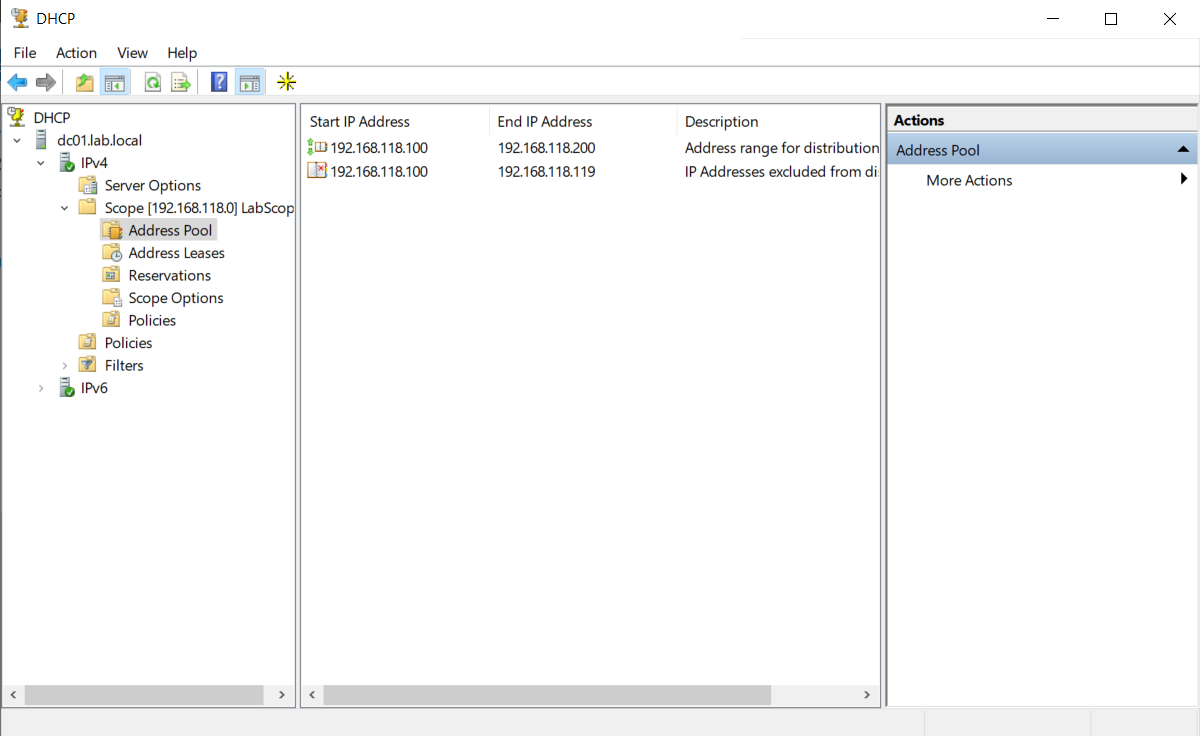 DHCP
File Action View Help
DHCP
dc01.lab.local
IPv4
Server Options
Scope [192.168.118.0] LabScop
Address Pool
Address Leases
Reservations
Scope Options
Policies
Policies
Filters
IPv6
Start IP Address End IP Address Description
192.168.118.100 192.168.118.200 Address range for distribution
192.168.118.100 192.168.118.119 IP Addresses excluded from di
Actions
Address Pool
More Actions